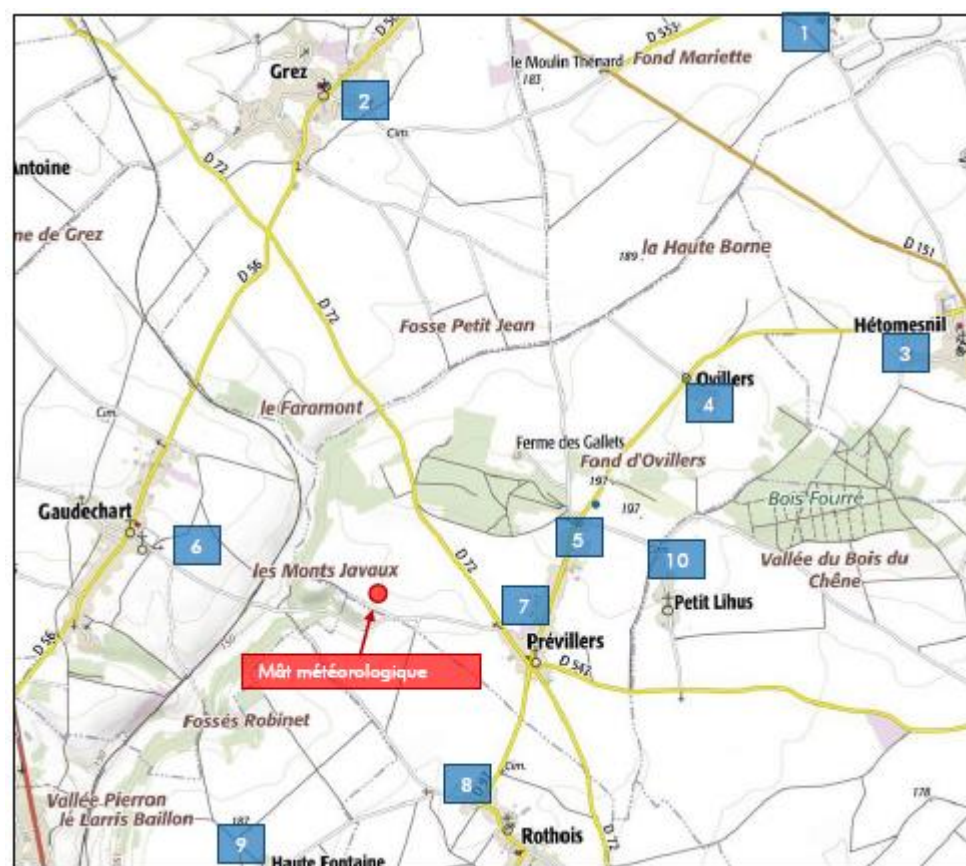 D 56
1
Grez
le Moulin Thénard
D 553
Fond Mariette
183
2
Cim.
D 72
Antoine
ne de Grez
la Haute Borne
189
D 151
D 56
D 72
Fosse Petit Jean
Hétomesnil
3
Ovillers
4
le Faramont
Cim.
Ferme des Gallets
Fond d'Ovillers
197
197
Bois Fourré
Gaudechart
6
5
D 72
10
Vallée du Bois du
Chêne
les Monts Javaux
7
Petit Lihus
D 56
150
Prévillers
Mât météorologique
Fossés Robinet
Cim.
8
Vallée Pierron
le Larris Baillon
187
9
Haute Fontaine
Rothois
D 72
178